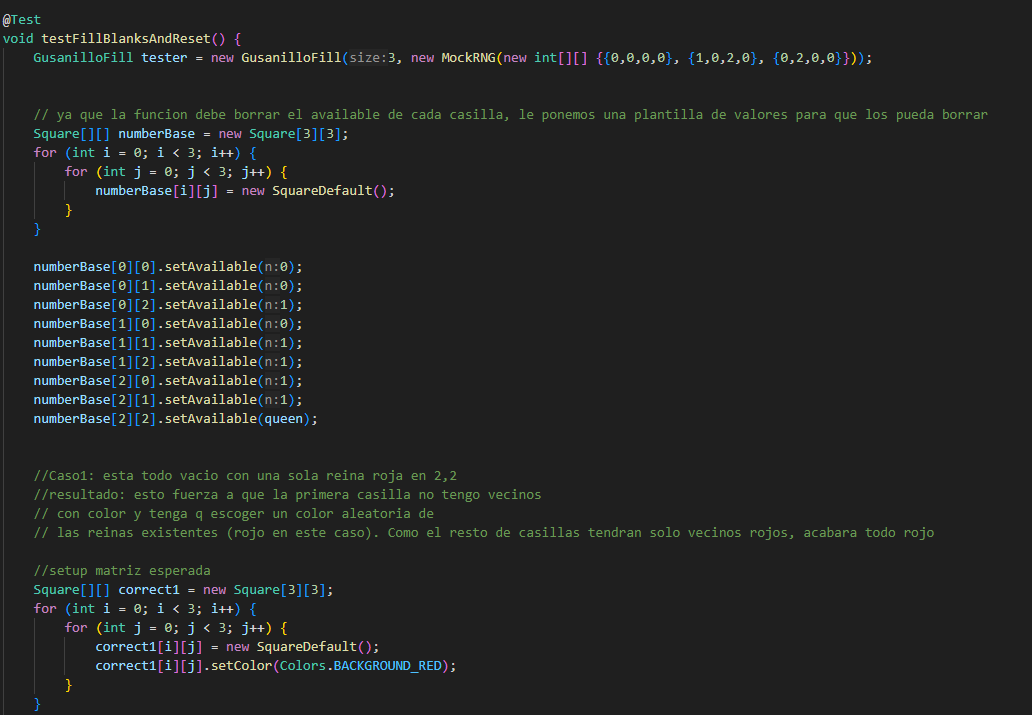 @Test
void testFillBlanksAndReset() {
GusanilloFill tester = new GusanilloFill(size:3, new MockRNG(new int[][] {{0,0,0,0}, {1,0,2,0}, {0,2,0,0}}));
// ya que la funcion debe borrar el available de cada casilla, le ponemos una plantilla de valores para que los pueda borrar
Square[][] numberBase = new Square[3][3];
for (int i = 0; i < 3; i++) {
for (int j = 0; j < 3; j++) {
numberBase[i][j] = new SquareDefault();
}
}
numberBase[0][0].setAvailable(n:0);
numberBase[0][1].setAvailable(n:0);
numberBase[0][2].setAvailable(n:1);
numberBase[1][0].setAvailable(n:0);
numberBase[1][1].setAvailable(n:1);
numberBase[1][2].setAvailable(n:1);
numberBase[2][0].setAvailable(n:1);
numberBase[2][1].setAvailable(n:1);
numberBase[2][2].setAvailable(queen);
//Caso1: esta todo vacio con una sola reina roja en 2,2
//resultado: esto fuerza a que la primera casilla no tengo vecinos
// con color y tenga q escoger un color aleatoria de
// las reinas existentes (rojo en este caso). Como el resto de casillas tendran solo vecinos rojos, acabara todo rojo
//setup matriz esperada
Square[][] correct1 = new Square[3][3];
for (int i = 0; i < 3; i++) {
for (int j = 0; j < 3; j++) {
correct1[i][j] = new SquareDefault();
correct1[i][j].setColor(Colors.BACKGROUND_RED);
}
}